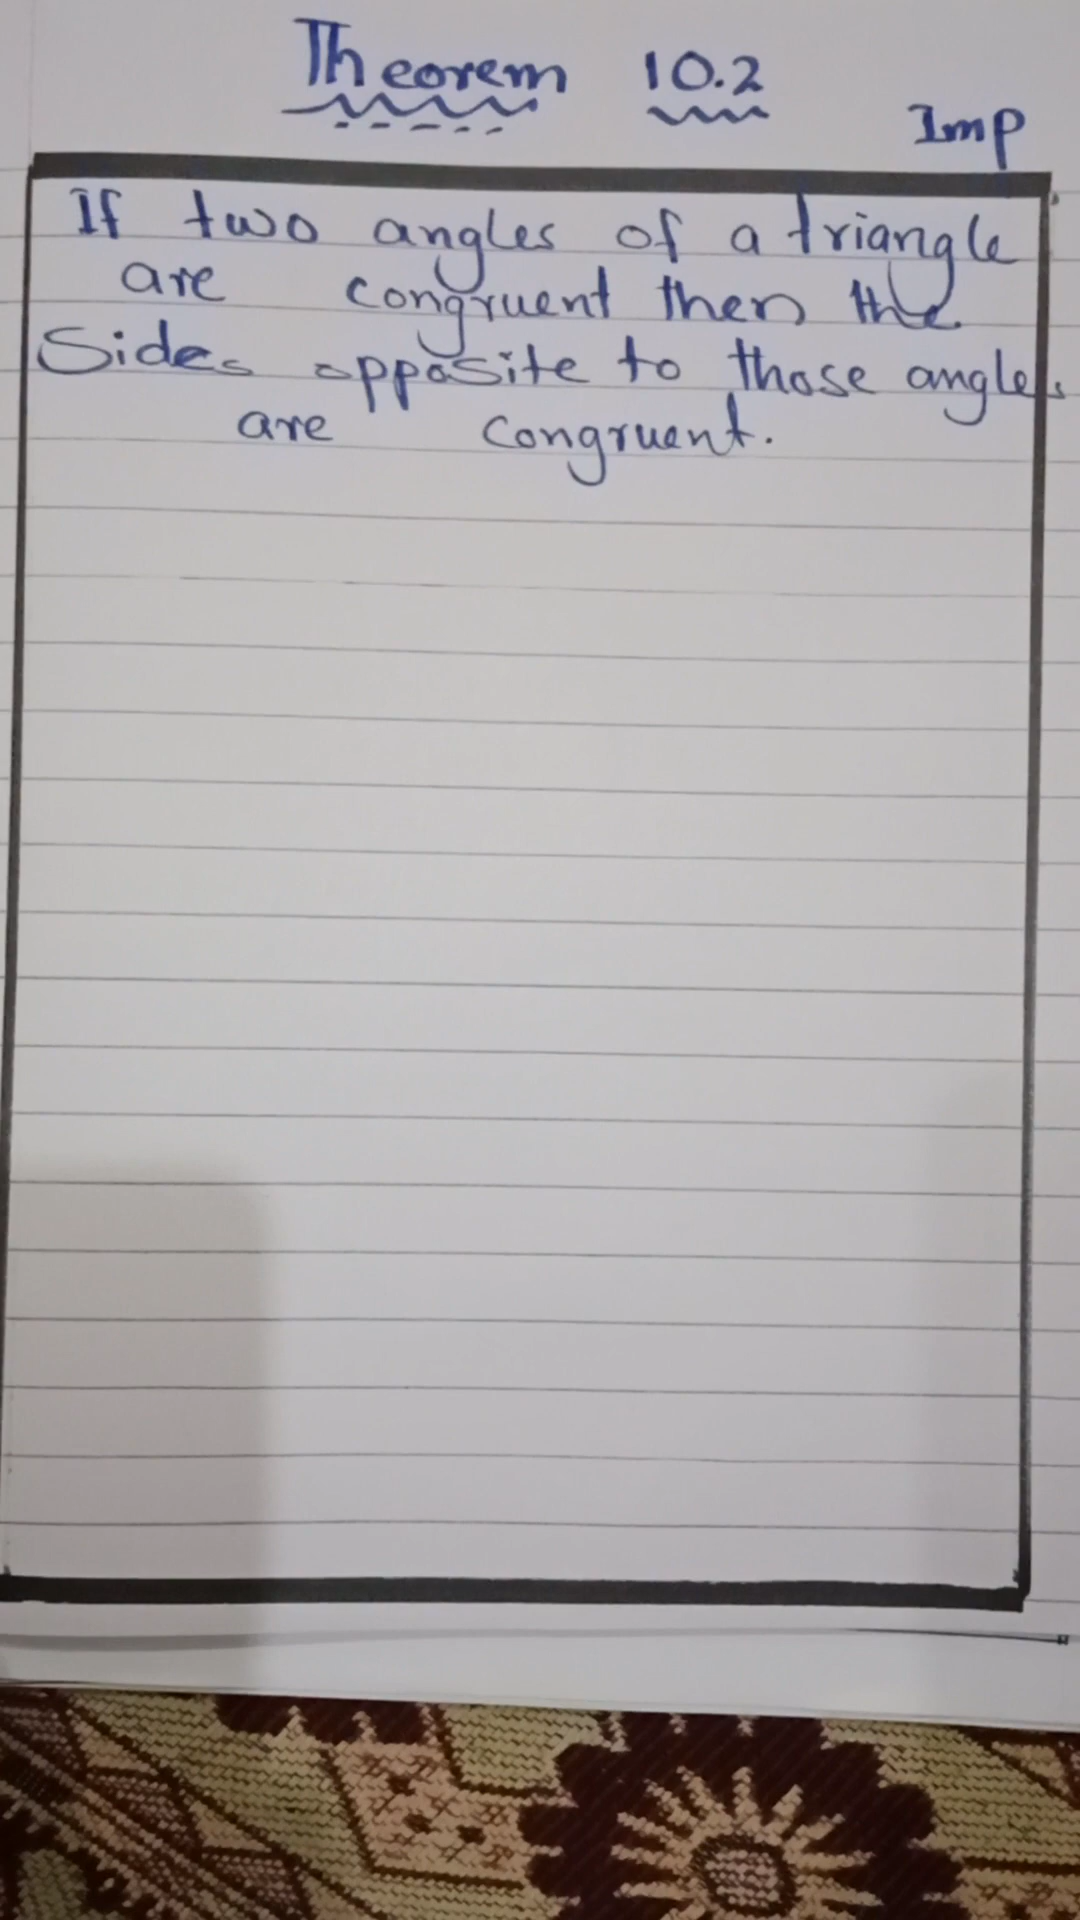 Theorem 10.2
Imp
If two angles of a triangle
are congruent then the
Sides opposite to those angles
are congruent.